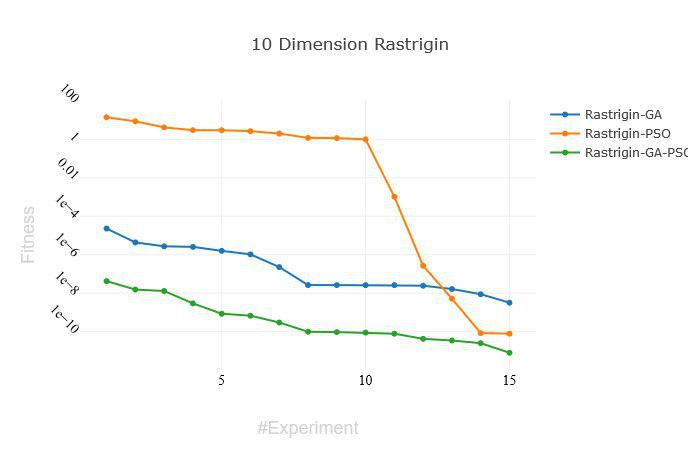 10 Dimension Rastrigin
100
1
0.01
1e−4
1e−6
1e−8
1e−10
Fitness
5
10
15
#Experiment
Rastrigin-GA
Rastrigin-PSO
Rastrigin-GA-PSO